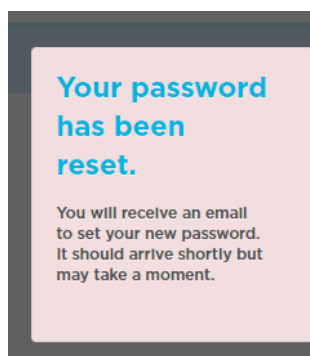 Your password
has been
reset.
You will receive an email
to set your new password.
It should arrive shortly but
may take a moment.